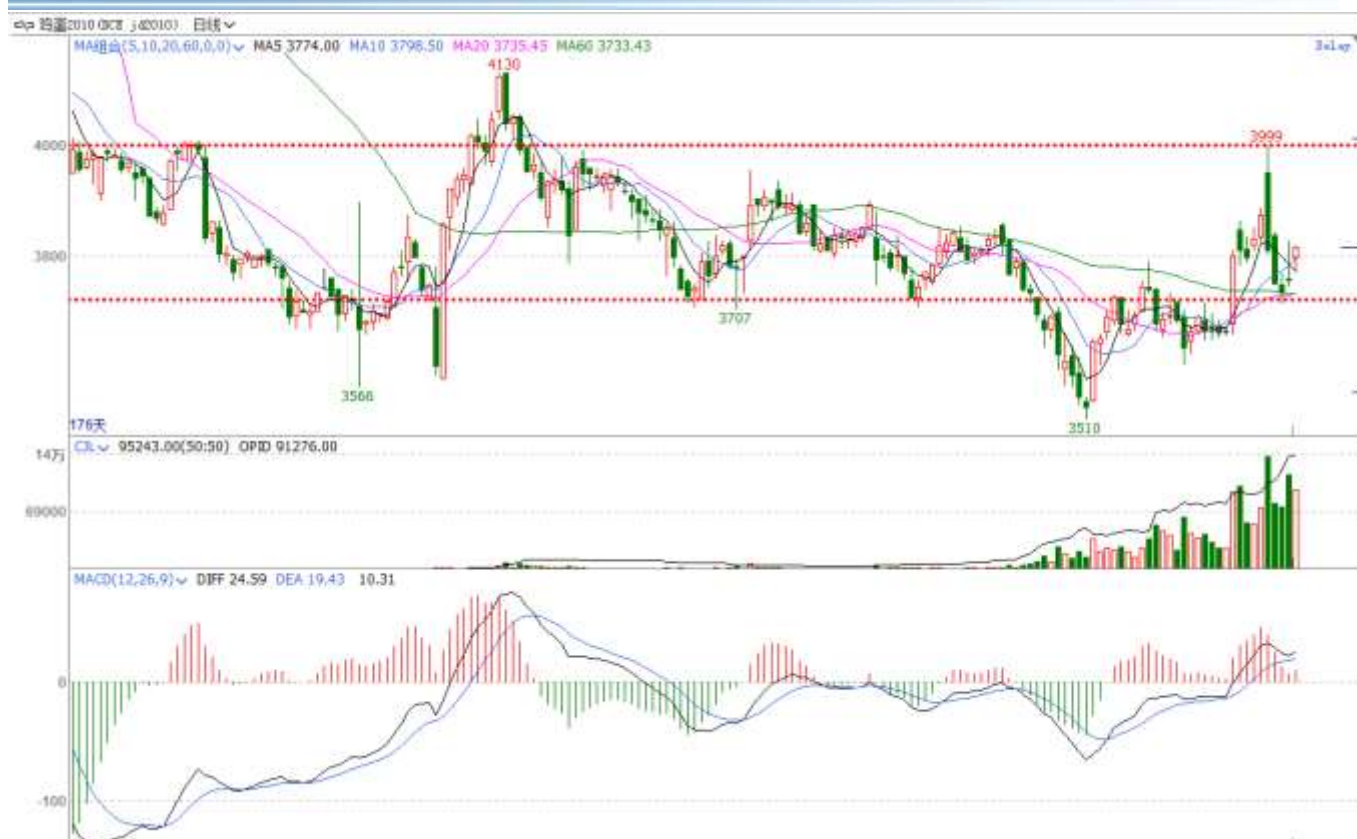 鸡蛋2010 (DCE jd2010) 日线
MA组合(5,10,20,60,0,0) MA5 3774.00 MA10 3798.50 MA20 3735.45 MA60 3733.43
4130
4000
3999
3800
3707
3566
3510
176天
CJL 95243.00(50:50) OPID 91276.00
14万
69000
MACD(12,26,9) DIFF 24.59 DEA 19.43 10.31
0
-100